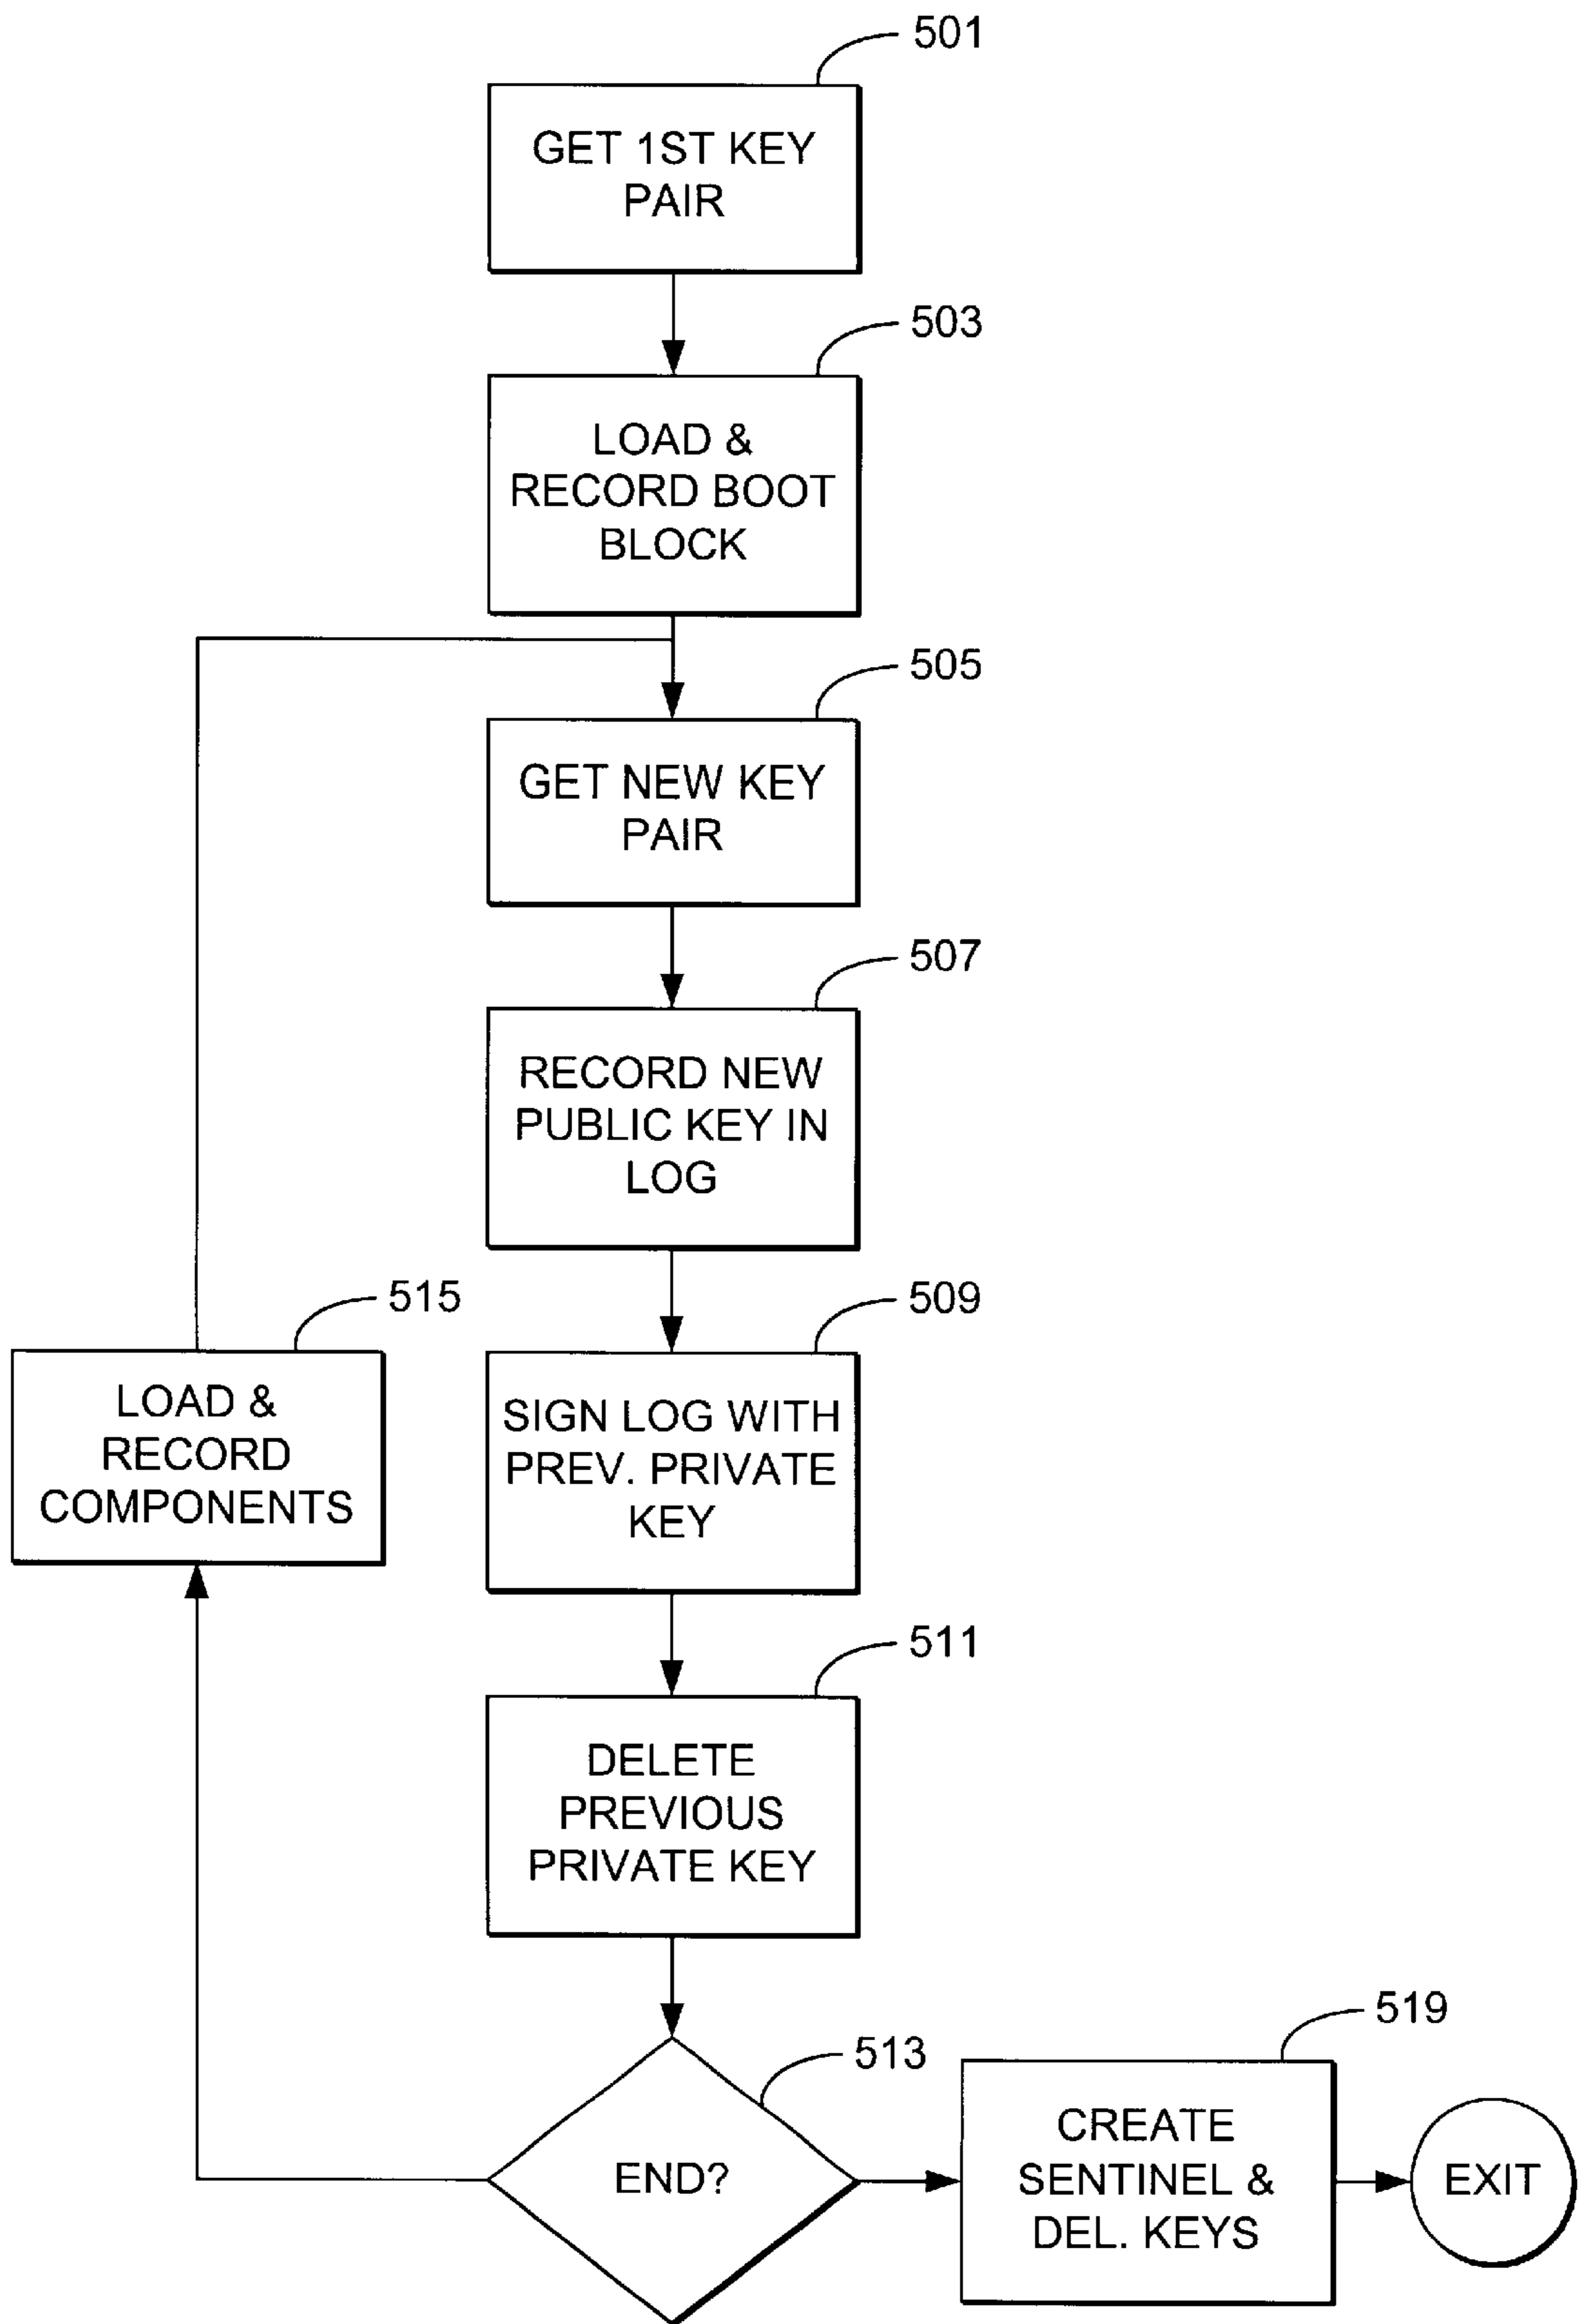 501
GET 1ST KEY
PAIR
503
LOAD &
RECORD BOOT
BLOCK
505
GET NEW KEY
PAIR
507
RECORD NEW
PUBLIC KEY IN
LOG
509
SIGN LOG WITH
PREV. PRIVATE
KEY
515
LOAD &
RECORD
COMPONENTS
511
DELETE
PREVIOUS
PRIVATE KEY
513
END?
519
CREATE
SENTINEL &
DEL. KEYS
EXIT